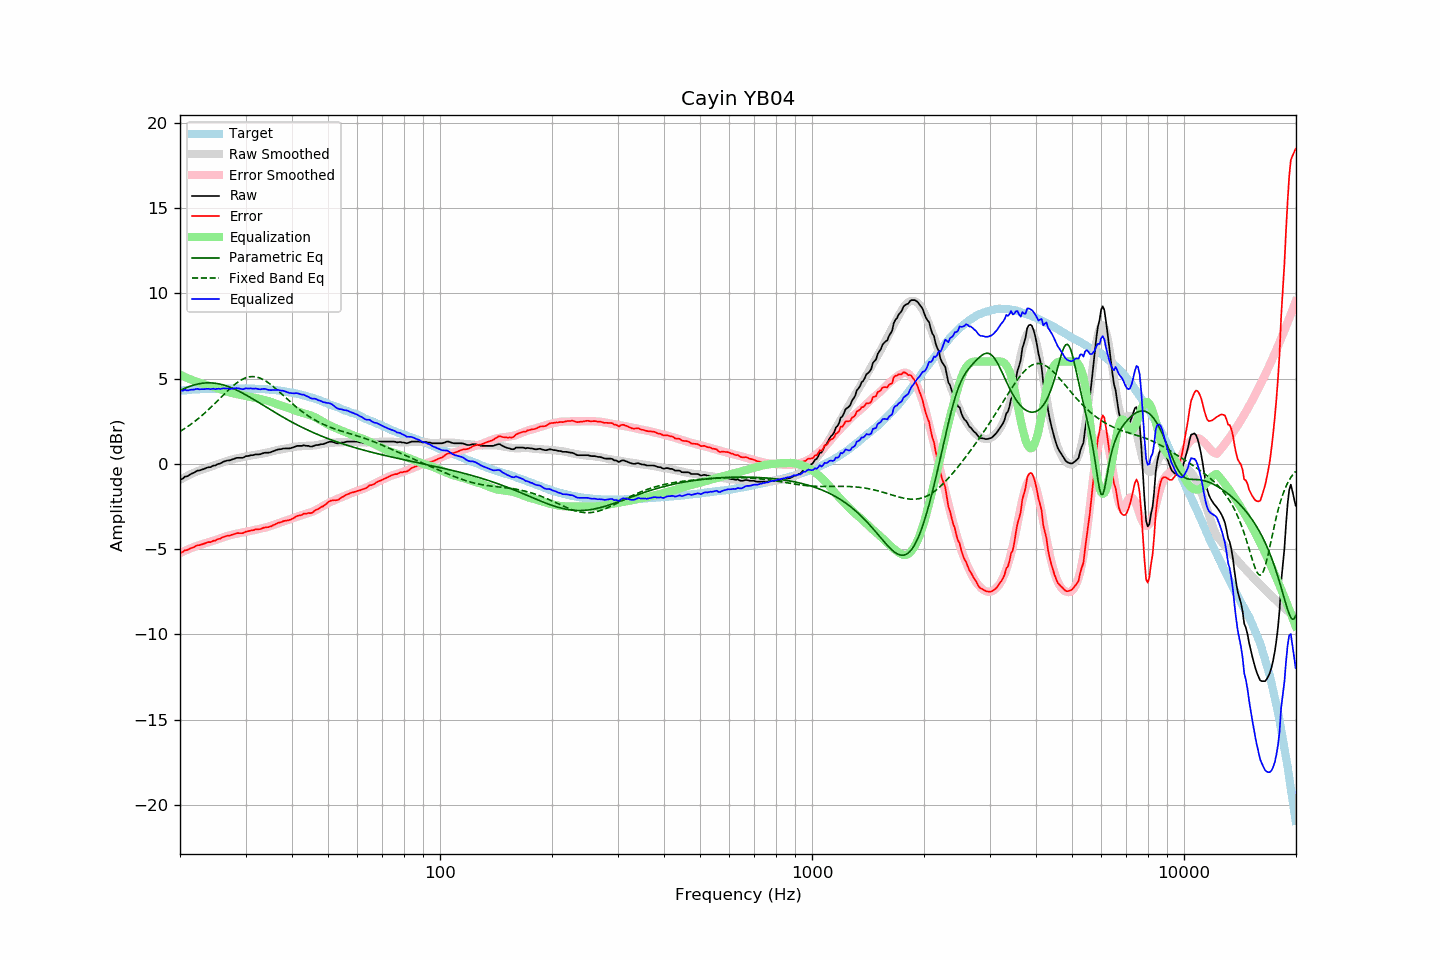 Cayin YB04
Amplitude (dBr)
20
15
10
5
0
−5
−10
−15
−20
Target
Raw Smoothed
Error Smoothed
Raw
Error
Equalization
Parametric Eq
Fixed Band Eq
Equalized
100
1000
10000
Frequency (Hz)